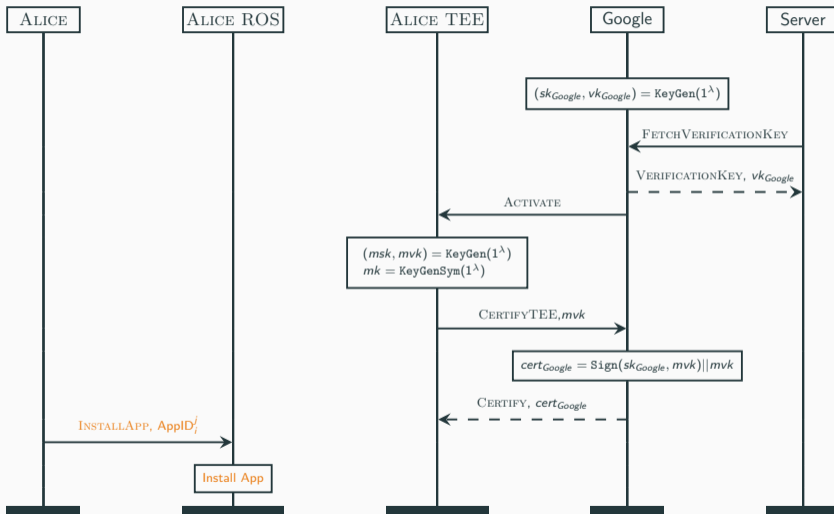 ALICE
ALICE ROS
ALICE TEE
Google
Server
(sk_Google, vk_Google) = KeyGen(1^λ)
FETCHVERIFICATIONKEY
VERIFICATIONKEY, vk_Google
ACTIVATE
(msk, mvk) = KeyGen(1^λ)
mk = KeyGenSym(1^λ)
CERTIFYTEE,mvk
cert_Google = Sign(sk_Google, mvk)||mvk
CERTIFY, cert_Google
INSTALLAPP, AppID_i^j
Install App